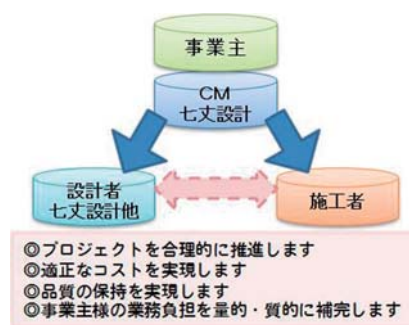 事業主
CM
七丈設計
設計者
七丈設計他
施工者
◎プロジェクトを合理的に推進します
◎適正なコストを実現します
◎品質の保持を実現します
◎事業主様の業務負担を量的・質的に補完します